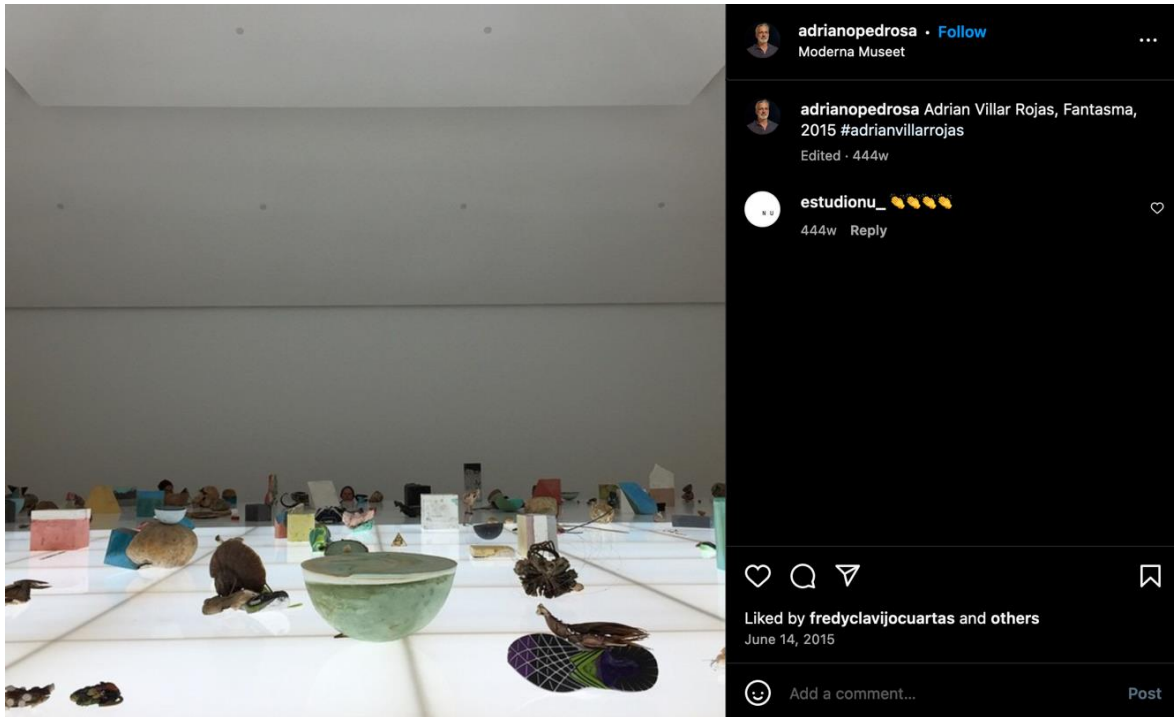 adrianopedrosa • Follow
Moderna Museet
adrianopedrosa Adrian Villar Rojas, Fantasma,
2015 #adrianvillarrojas
Edited · 444w
N U
estudionu_ 👏👏👏👏
444w Reply
Liked by fredyclavijocuartas and others
June 14, 2015
Add a comment...
Post